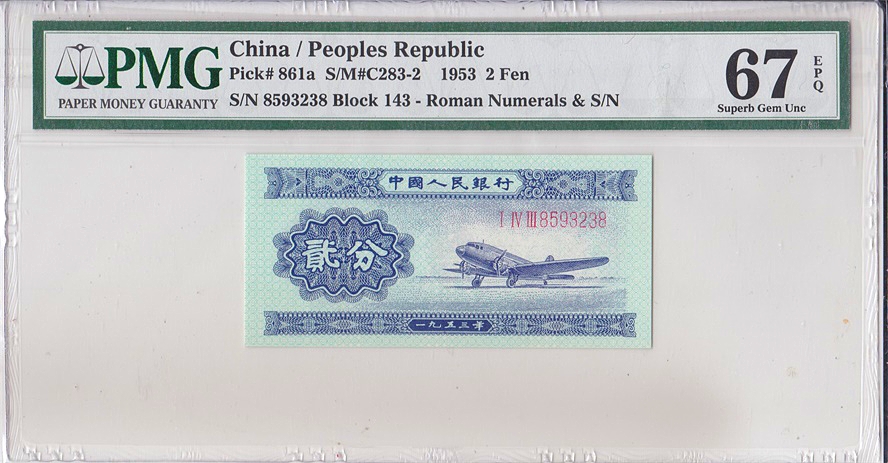 PMG
PAPER MONEY GUARANTY
China / Peoples Republic
Pick# 861a S/M#C283-2 1953 2 Fen
S/N 8593238 Block 143 - Roman Numerals & S/N
67
EPQ
Superb Gem Unc
中國人民銀行
I IV III 8593238
貳分
一九五三年